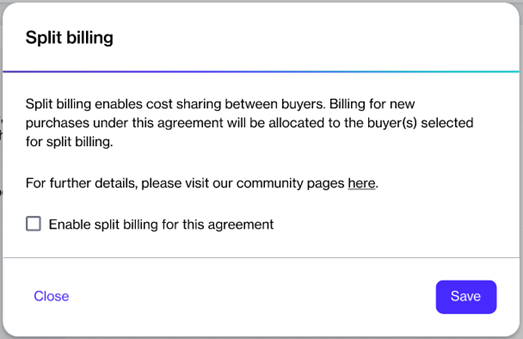 Split billing
Split billing enables cost sharing between buyers. Billing for new
purchases under this agreement will be allocated to the buyer(s) selected
for split billing.
For further details, please visit our community pages here.
Enable split billing for this agreement
Close
Save